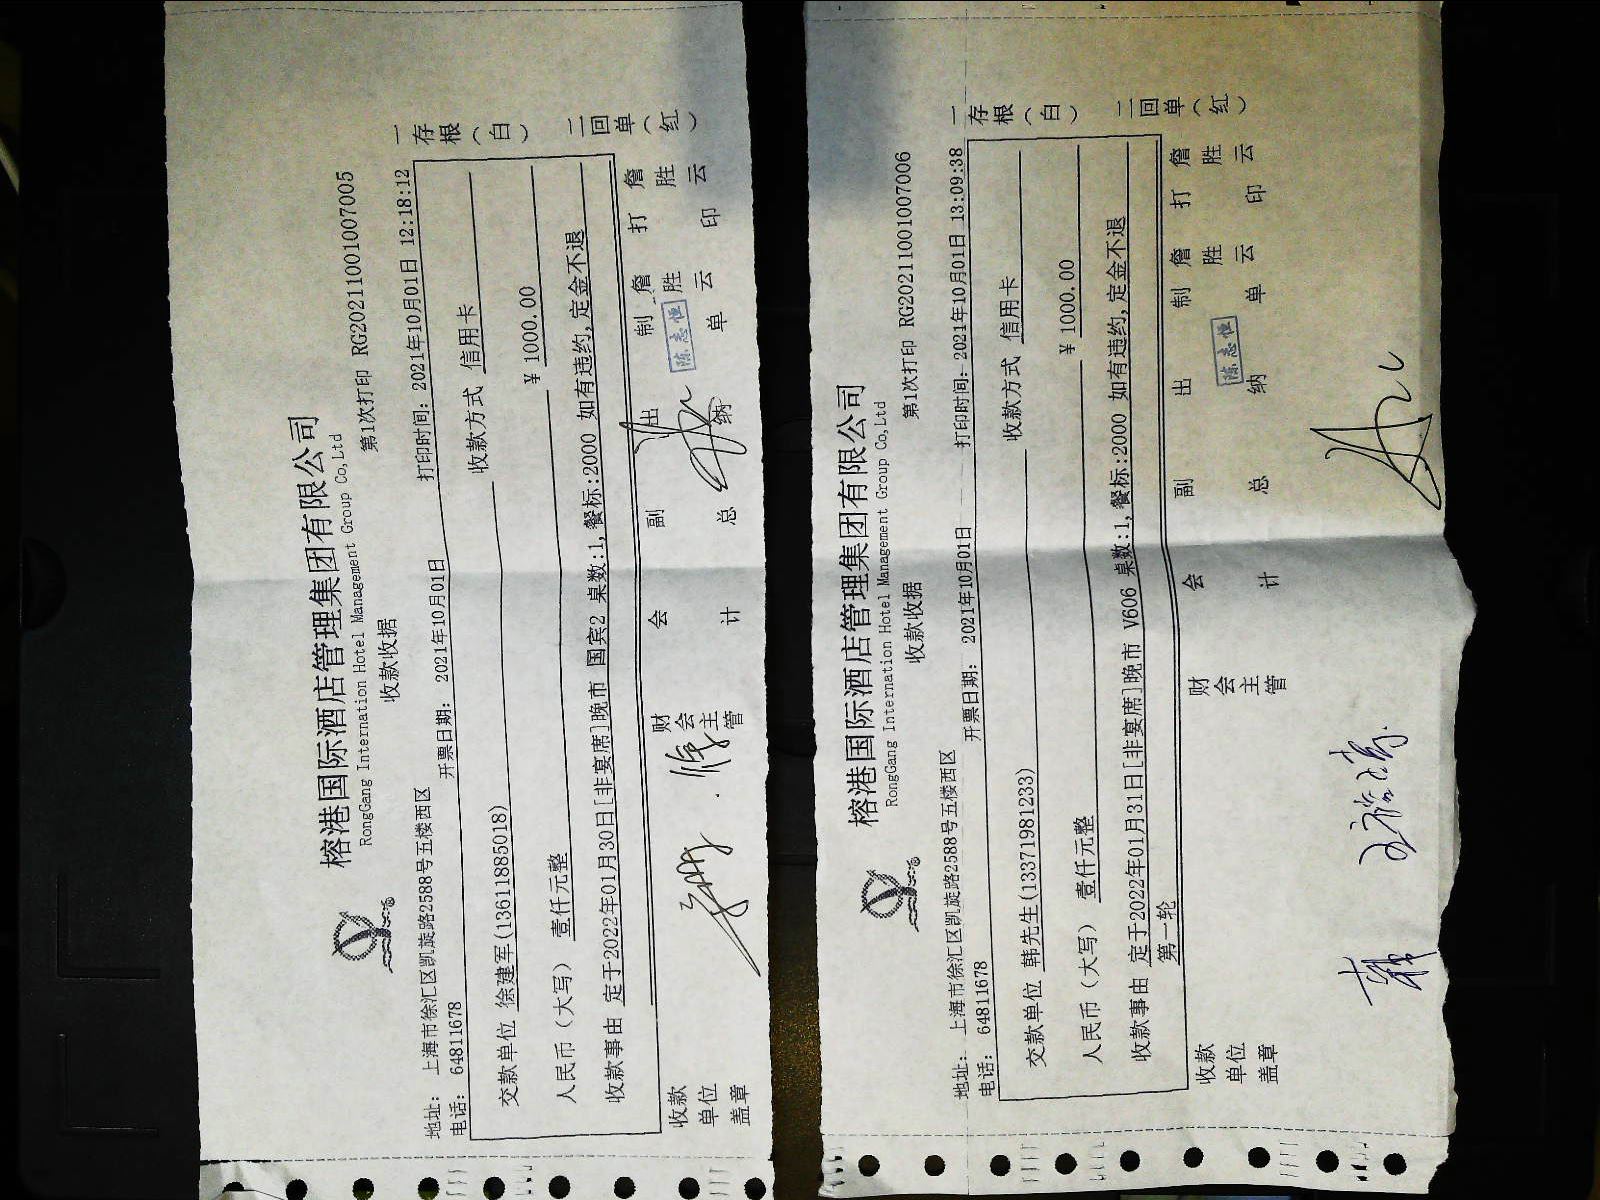 榕港国际酒店管理集团有限公司
RongGang Internation Hotel Management Group Co,Ltd
收款收据
第1次打印 RG20211001007005
地址: 上海市徐汇区凯旋路2588号五楼西区
电话: 64811678
开票日期: 2021年10月01日
打印时间: 2021年10月01日 12:18:12
交款单位 徐建军(13611885018)
收款方式 信用卡
人民币(大写) 壹仟元整
¥ 1000.00
收款事由 定于2022年01月30日[非宴席]晚市 国宾2 桌数:1,餐标:2000 如有违约,定金不退
收款单位盖章
财会主管
会计
副总
出纳
陈志恒
制单 詹胜云
打印 詹胜云
一存根(白)
二回单(红)
榕港国际酒店管理集团有限公司
RongGang Internation Hotel Management Group Co,Ltd
收款收据
第1次打印 RG20211001007006
地址: 上海市徐汇区凯旋路2588号五楼西区
电话: 64811678
开票日期: 2021年10月01日
打印时间: 2021年10月01日 13:09:38
交款单位 韩先生(13371981233)
收款方式 信用卡
人民币(大写) 壹仟元整
¥ 1000.00
收款事由 定于2022年01月31日[非宴席]晚市 V606 桌数:1,餐标:2000 如有违约,定金不退
第一轮
收款单位盖章
财会主管
会计
副总
出纳
陈志恒
制单 詹胜云
打印 詹胜云
一存根(白)
二回单(红)
韩